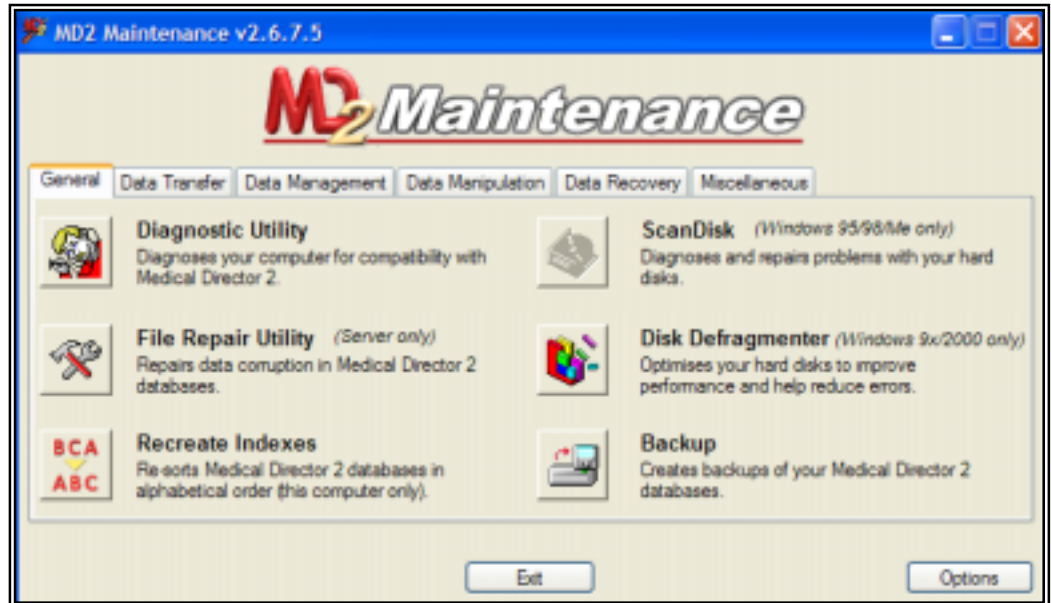 MD2 Maintenance v2.6.7.5
MD2 Maintenance
General Data Transfer Data Management Data Manipulation Data Recovery Miscellaneous
Diagnostic Utility
Diagnoses your computer for compatibility with
Medical Director 2.
ScanDisk (Windows 95/98/Me only)
Diagnoses and repairs problems with your hard
disks.
File Repair Utility (Server only)
Repairs data corruption in Medical Director 2
databases.
Disk Defragmenter (Windows 9x/2000 only)
Optimises your hard disks to improve
performance and help reduce errors.
BCA
ABC
Recreate Indexes
Re-sorts Medical Director 2 databases in
alphabetical order (this computer only).
Backup
Creates backups of your Medical Director 2
databases.
Exit
Options